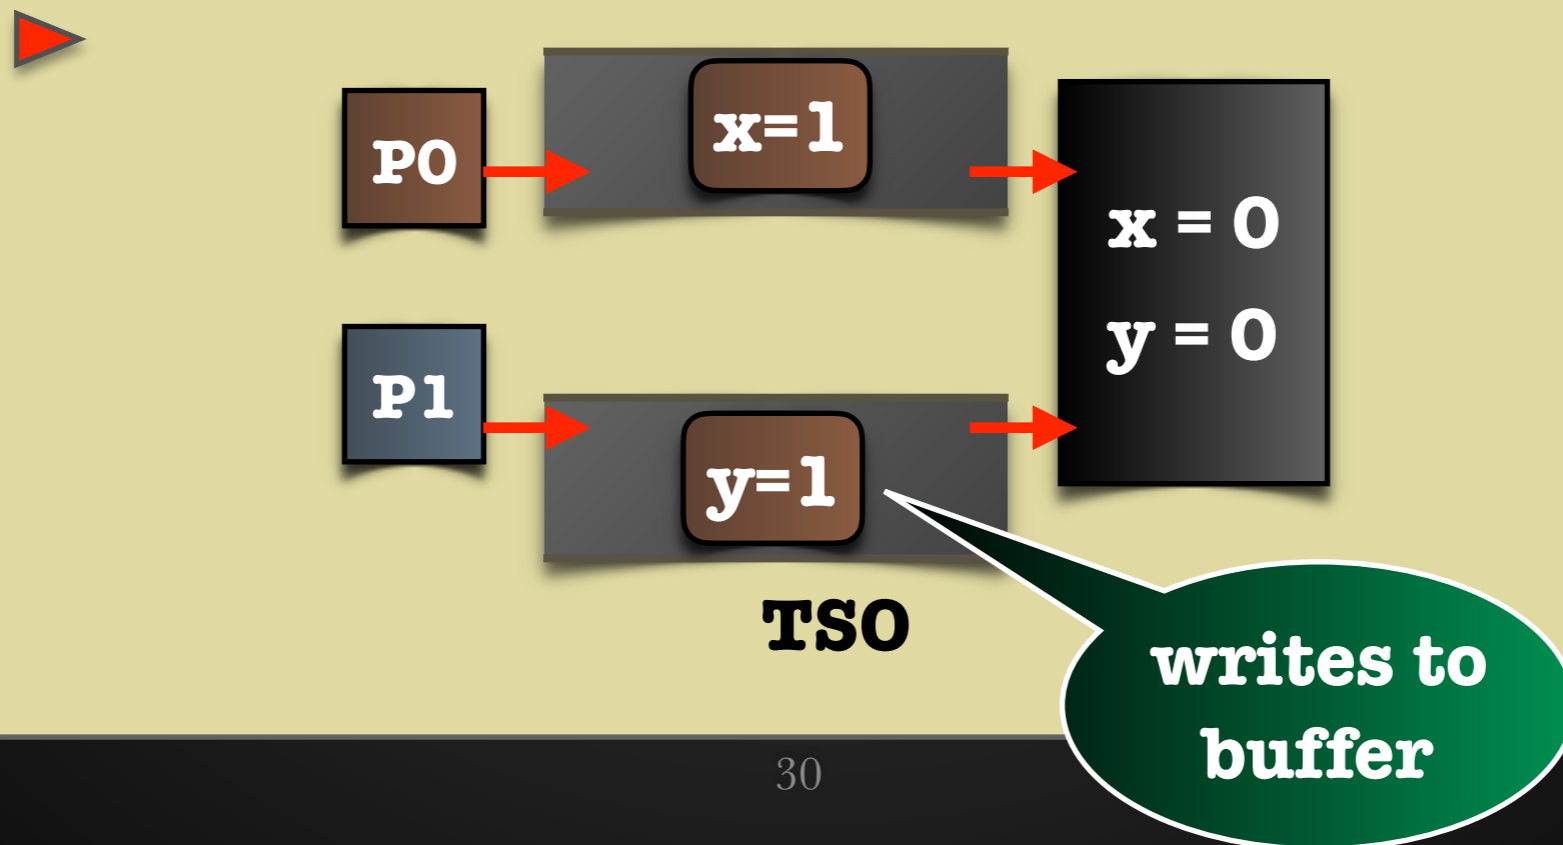 P0
x=1
x = 0
y = 0
P1
y=1
TSO
writes to
buffer
30